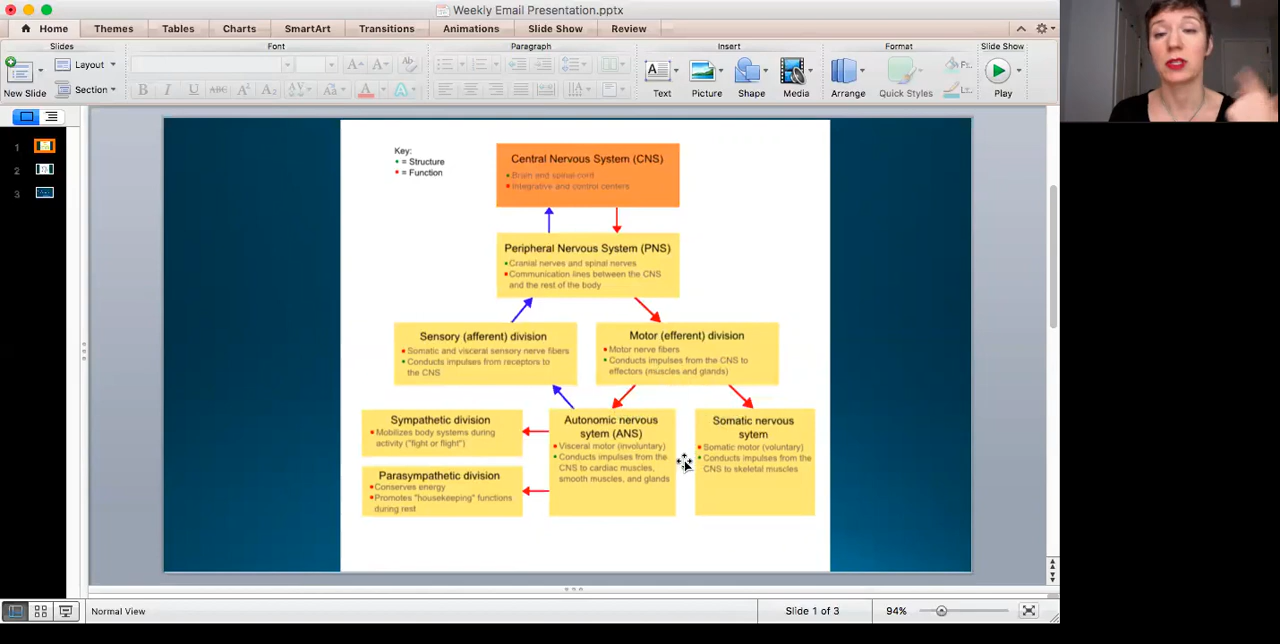 Weekly Email Presentation.pptx
Home Themes Tables Charts SmartArt Transitions Animations Slide Show Review
Slides Font Paragraph Insert Format Slide Show
New Slide Layout Section Text Picture Shape Media Arrange Quick Styles Play
1
2
3
Key:
= Structure
= Function
Central Nervous System (CNS)
Brain and spinal cord
Integrative and control centers
Peripheral Nervous System (PNS)
Cranial nerves and spinal nerves
Communication lines between the CNS
and the rest of the body
Sensory (afferent) division
Somatic and visceral sensory nerve fibers
Conducts impulses from receptors to
the CNS
Motor (efferent) division
Motor nerve fibers
Conducts impulses from the CNS to
effectors (muscles and glands)
Sympathetic division
Mobilizes body systems during
activity ("fight or flight")
Parasympathetic division
Conserves energy
Promotes "housekeeping" functions
during rest
Autonomic nervous
sytem (ANS)
Visceral motor (involuntary)
Conducts impulses from the
CNS to cardiac muscles,
smooth muscles, and glands
Somatic nervous
sytem
Somatic motor (voluntary)
Conducts impulses from the
CNS to skeletal muscles
Normal View Slide 1 of 3 94%